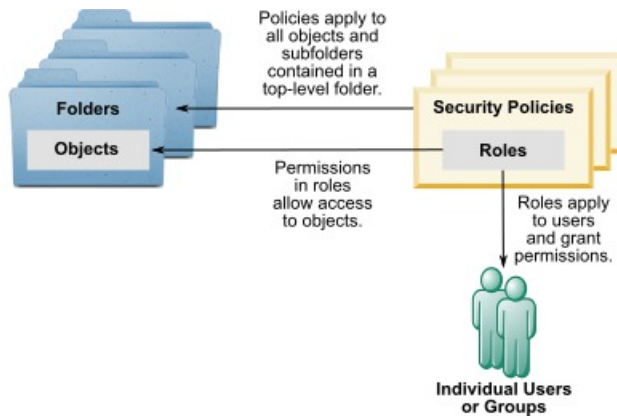 Policies apply to
all objects and
subfolders
contained in a
top-level folder.
Folders
Security Policies
Objects
Roles
Permissions
in roles
allow access
to objects.
Roles apply
to users
and grant
permissions.
Individual Users
or Groups